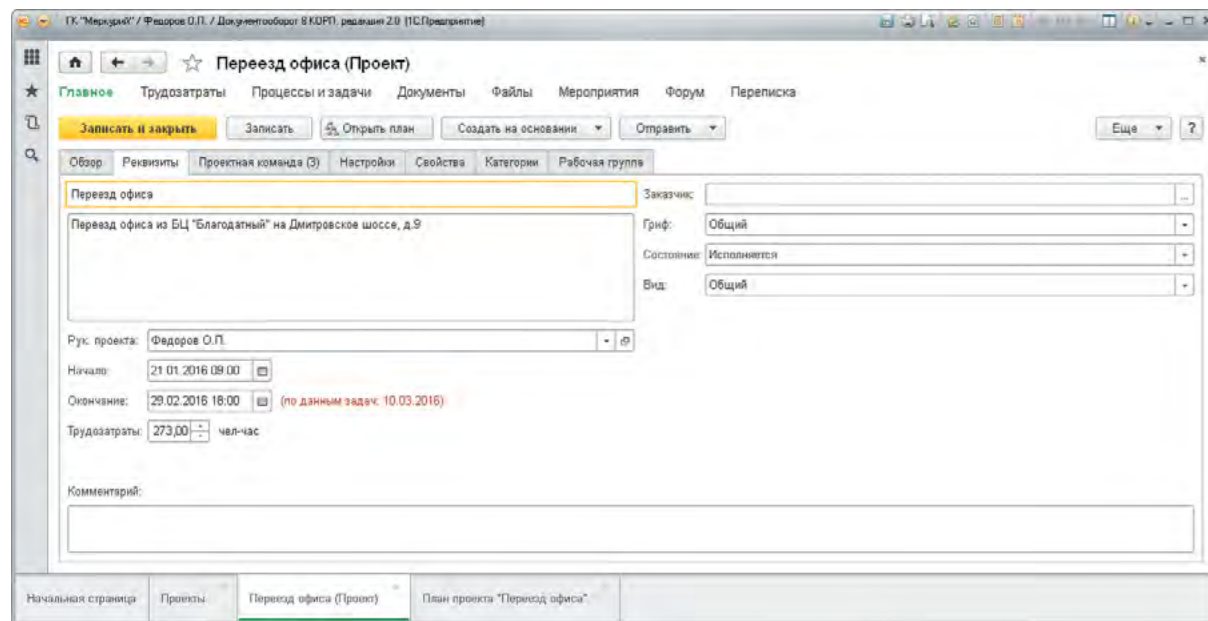 ГК "Меркурий" / Федоров О.П. / Документооборот 8 КОРП, редакция 2.0 (1С:Предприятие)
Переезд офиса (Проект)
Главное Трудозатраты Процессы и задачи Документы Файлы Мероприятия Форум Переписка
Записать и закрыть Записать Открыть план Создать на основании Отправить Еще ?
Обзор Реквизиты Проектная команда (3) Настройки Свойства Категории Рабочая группа
Переезд офиса Заказчик:
Переезд офиса из БЦ "Благодатный" на Дмитровское шоссе, д.9 Гриф: Общий
Состояние: Исполняется
Вид: Общий
Рук. проекта: Федоров О.П.
Начало: 21.01.2016 09:00
Окончание: 29.02.2016 18:00 (по данным задач: 10.03.2016)
Трудозатраты: 273,00 чел-час
Комментарий:
Начальная страница Проекты Переезд офиса (Проект) План проекта "Переезд офиса"